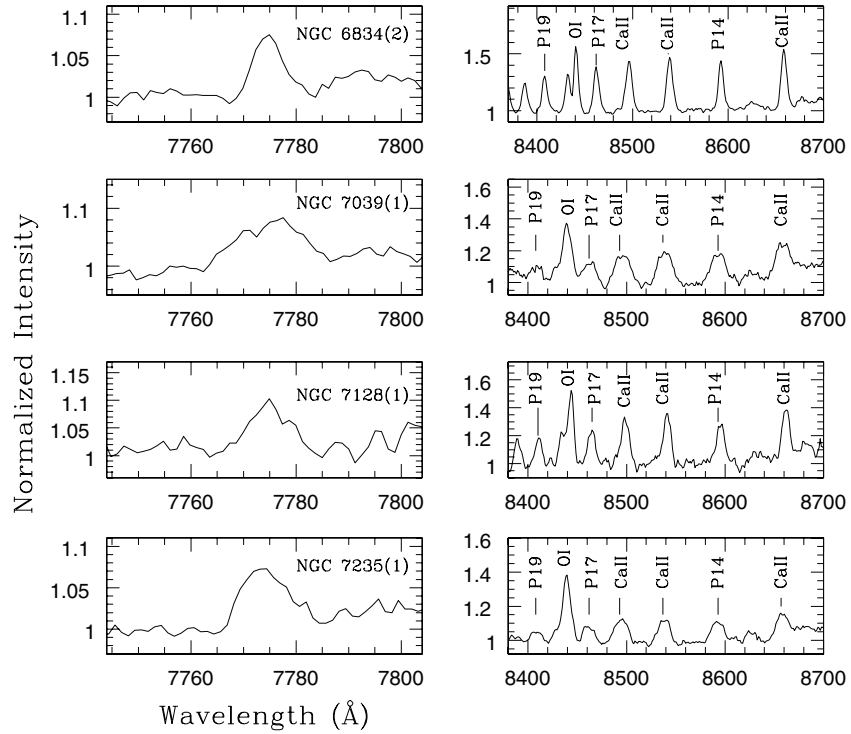 NGC 6834(2)
1.1
1.05
1
7760 7780 7800
P19 OI P17 CaII CaII P14 CaII
1.5
1
8400 8500 8600 8700
NGC 7039(1)
1.1
1
7760 7780 7800
P19 OI P17 CaII CaII P14 CaII
1.6
1.4
1.2
1
8400 8500 8600 8700
NGC 7128(1)
1.15
1.1
1.05
1
7760 7780 7800
P19 OI P17 CaII CaII P14 CaII
1.6
1.4
1.2
1
8400 8500 8600 8700
NGC 7235(1)
1.1
1.05
1
7760 7780 7800
P19 OI P17 CaII CaII P14 CaII
1.6
1.4
1.2
1
8400 8500 8600 8700
Normalized Intensity
Wavelength (Å)